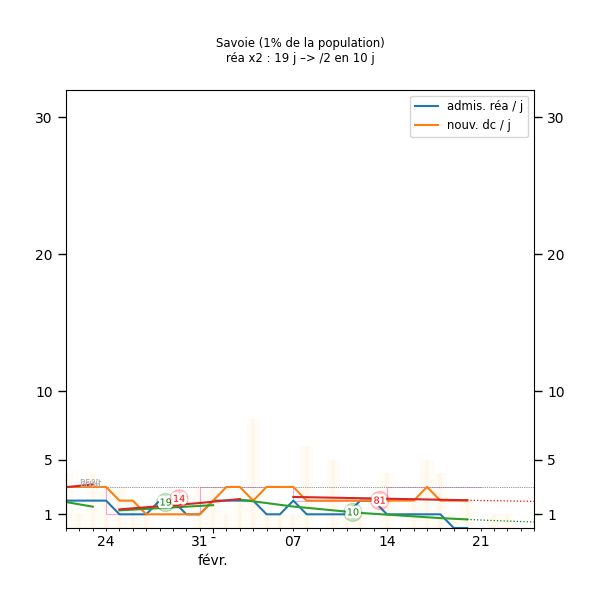 Savoie (1% de la population)
réa x2 : 19 j –> /2 en 10 j
admis. réa / j
nouv. dc / j
30 30
20 20
10 10
5 5
1 1
19 14 10 81
24 31 07 14 21
févr.